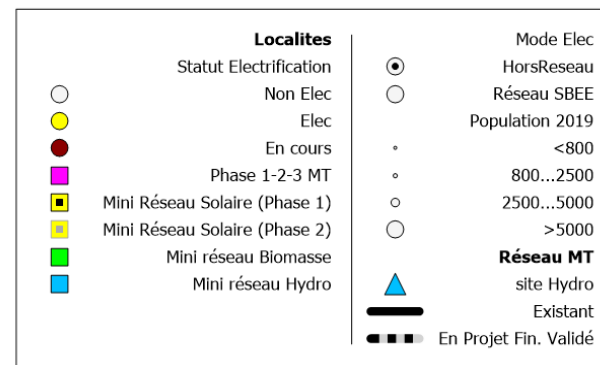 Localites
Statut Electrification
Non Elec
Elec
En cours
Phase 1-2-3 MT
Mini Réseau Solaire (Phase 1)
Mini Réseau Solaire (Phase 2)
Mini réseau Biomasse
Mini réseau Hydro
Mode Elec
HorsReseau
Réseau SBEE
Population 2019
<800
800...2500
2500...5000
>5000
Réseau MT
site Hydro
Existant
En Projet Fin. Validé